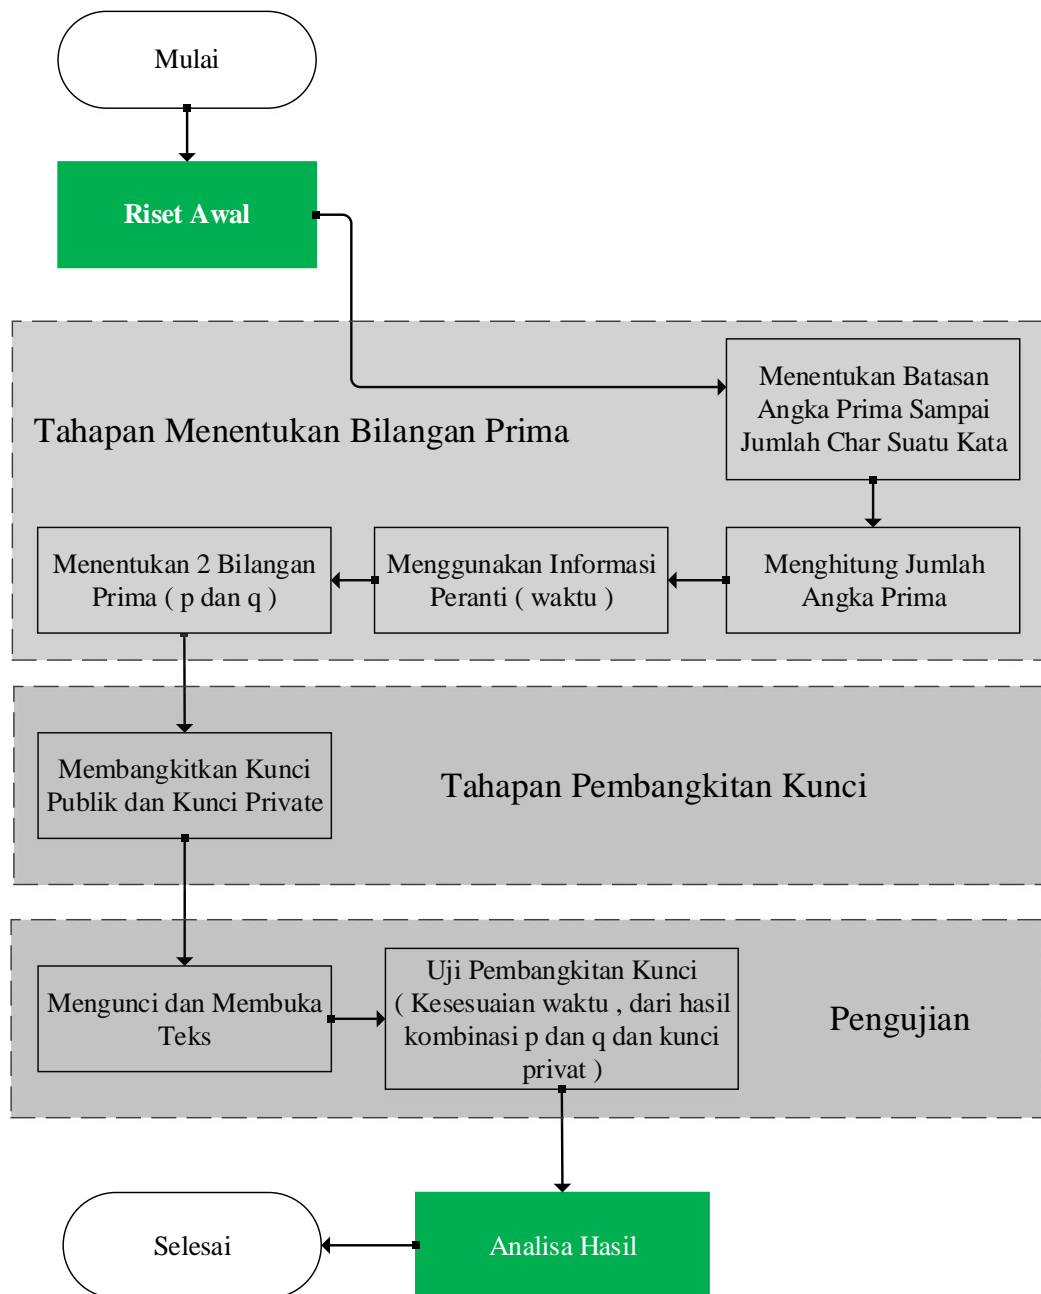 Mulai
Riset Awal
Menentukan Batasan
Angka Prima Sampai
Jumlah Char Suatu Kata
Tahapan Menentukan Bilangan Prima
Menentukan 2 Bilangan
Prima ( p dan q )
Menggunakan Informasi
Peranti ( waktu )
Menghitung Jumlah
Angka Prima
Membangkitkan Kunci
Publik dan Kunci Private
Tahapan Pembangkitan Kunci
Mengunci dan Membuka
Teks
Uji Pembangkitan Kunci
( Kesesuaian waktu , dari hasil
kombinasi p dan q dan kunci
privat )
Pengujian
Selesai
Analisa Hasil